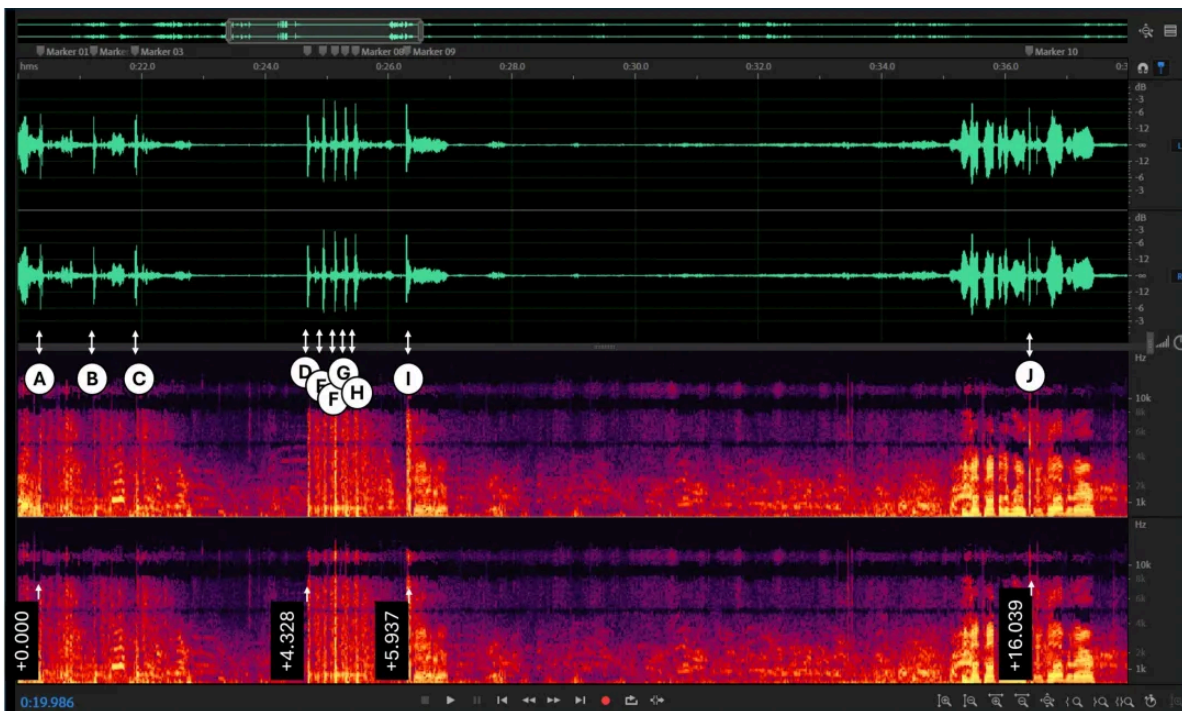 Marker 01 Marke Marker 03 Marker 08 Marker 09 Marker 10
hms 0:22.0 0:24.0 0:26.0 0:28.0 0:30.0 0:32.0 0:34.0 0:36.0 0:3
dB
-3
-6
-12
-∞
-12
-6
-3
L
dB
-3
-6
-12
-∞
-12
-6
-3
R
A B C D E F G H I J
Hz
10k
8k
6k
4k
2k
1k
Hz
10k
8k
6k
4k
2k
1k
+0.000 +4.328 +5.937 +16.039
0:19.986